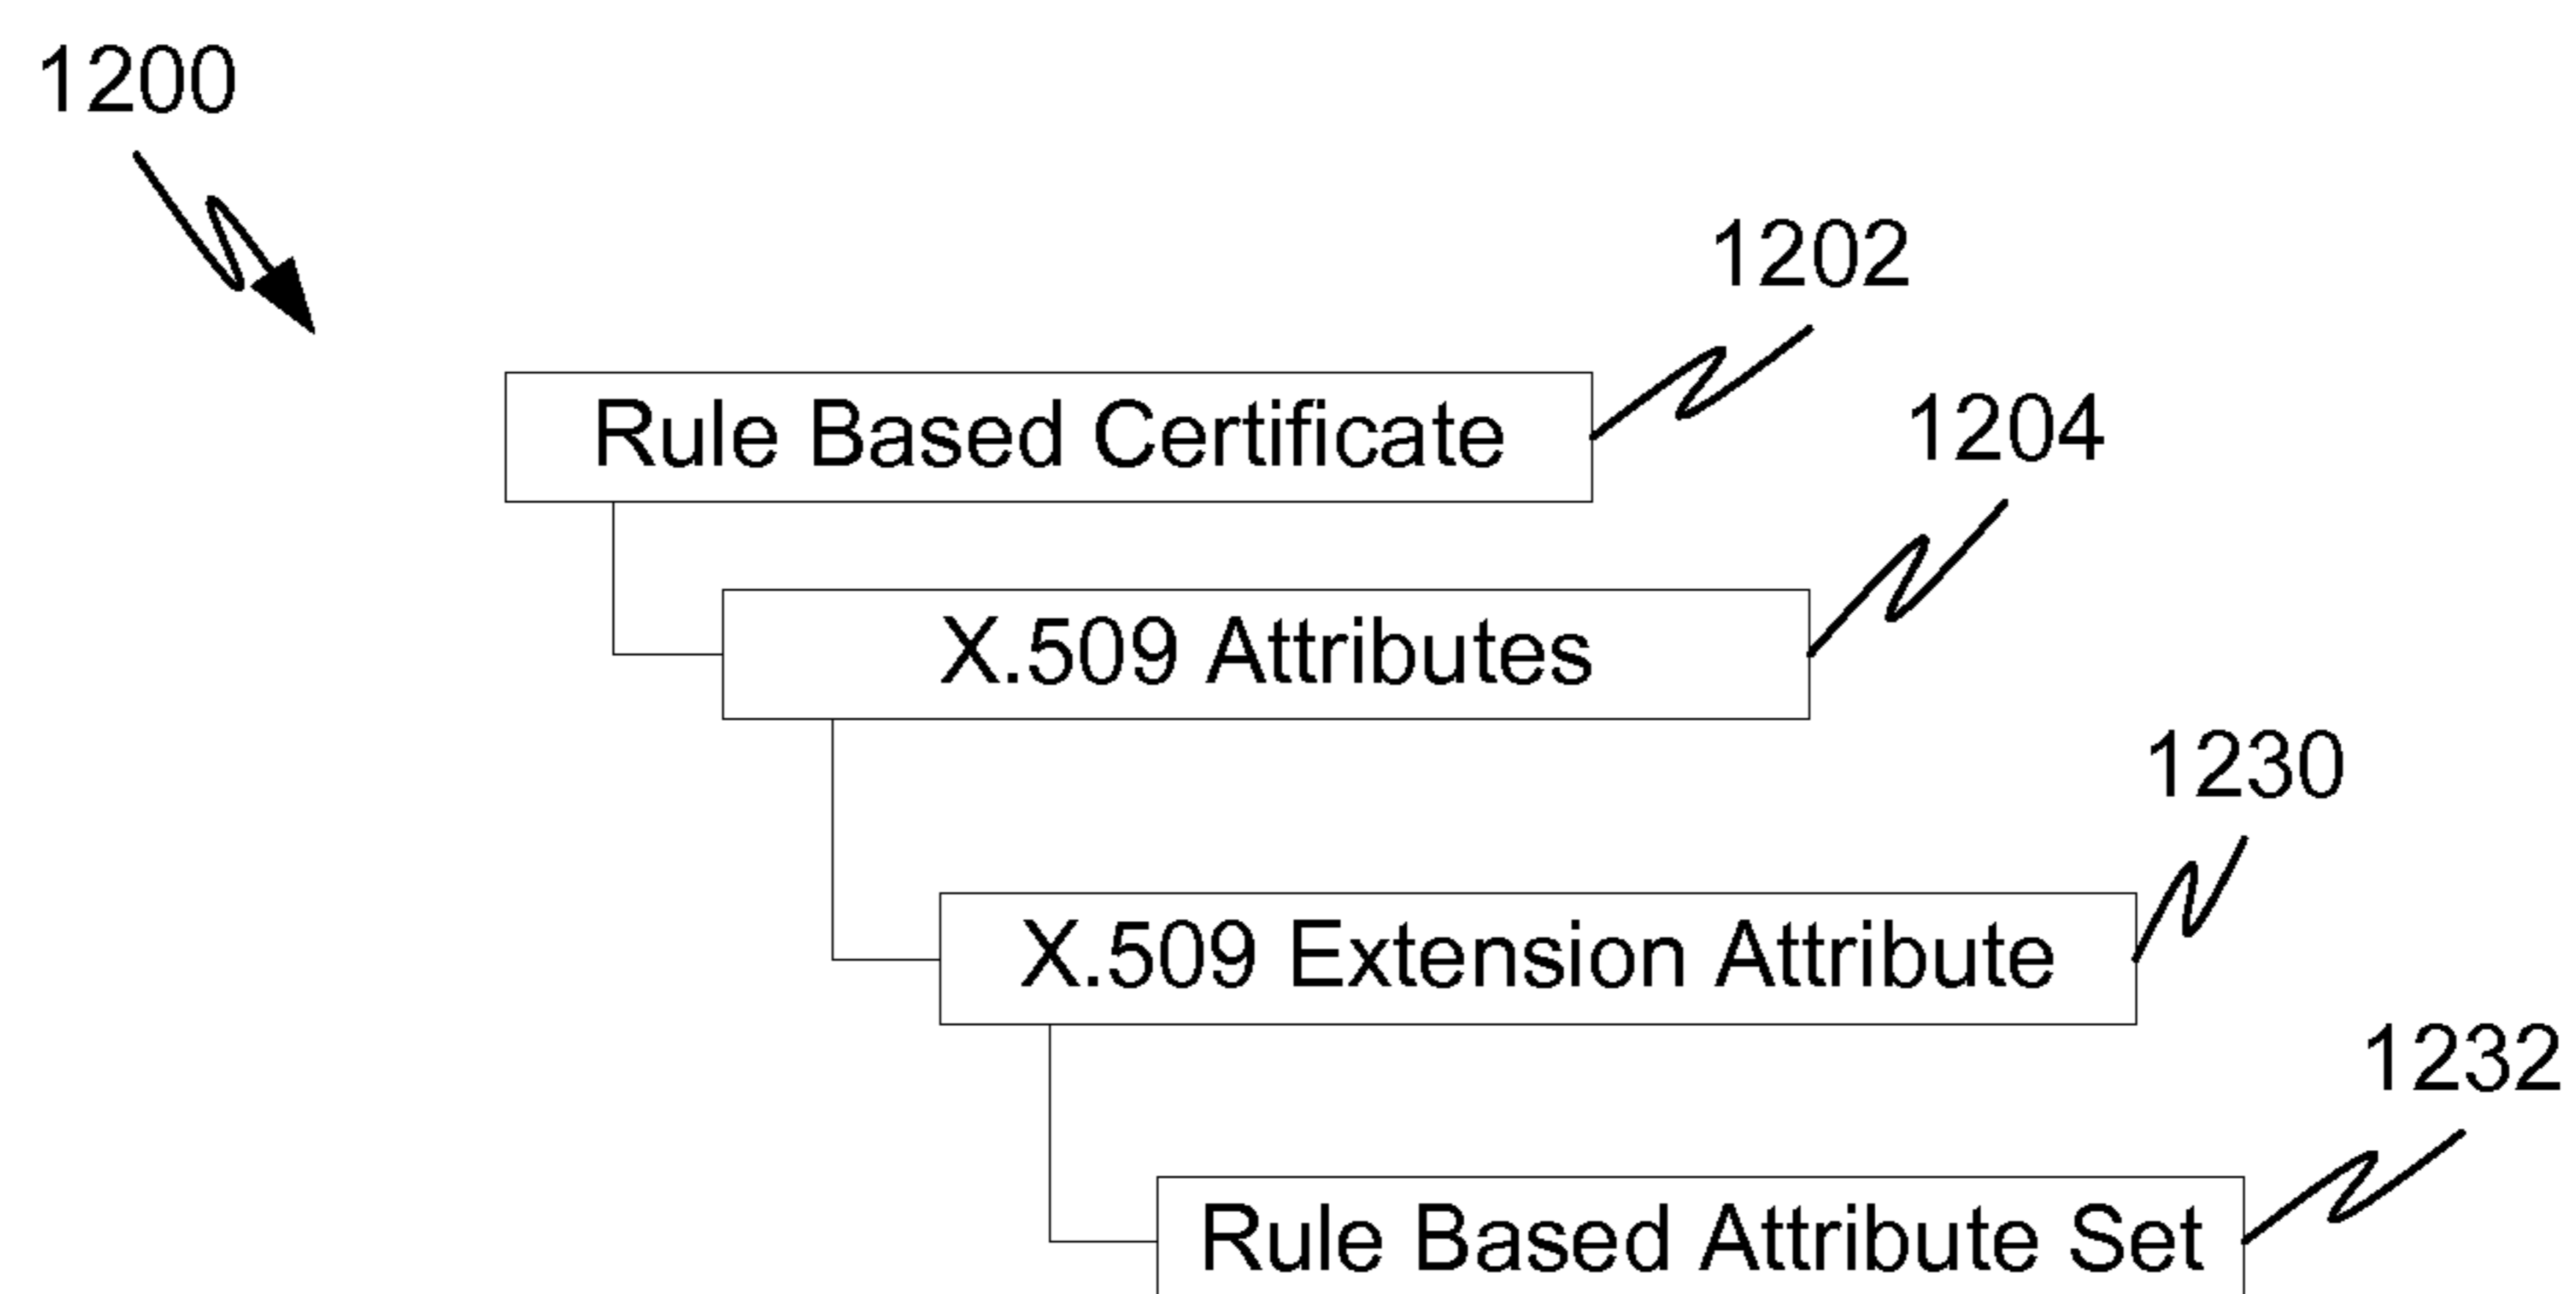 1200
1202
Rule Based Certificate
1204
X.509 Attributes
1230
X.509 Extension Attribute
1232
Rule Based Attribute Set